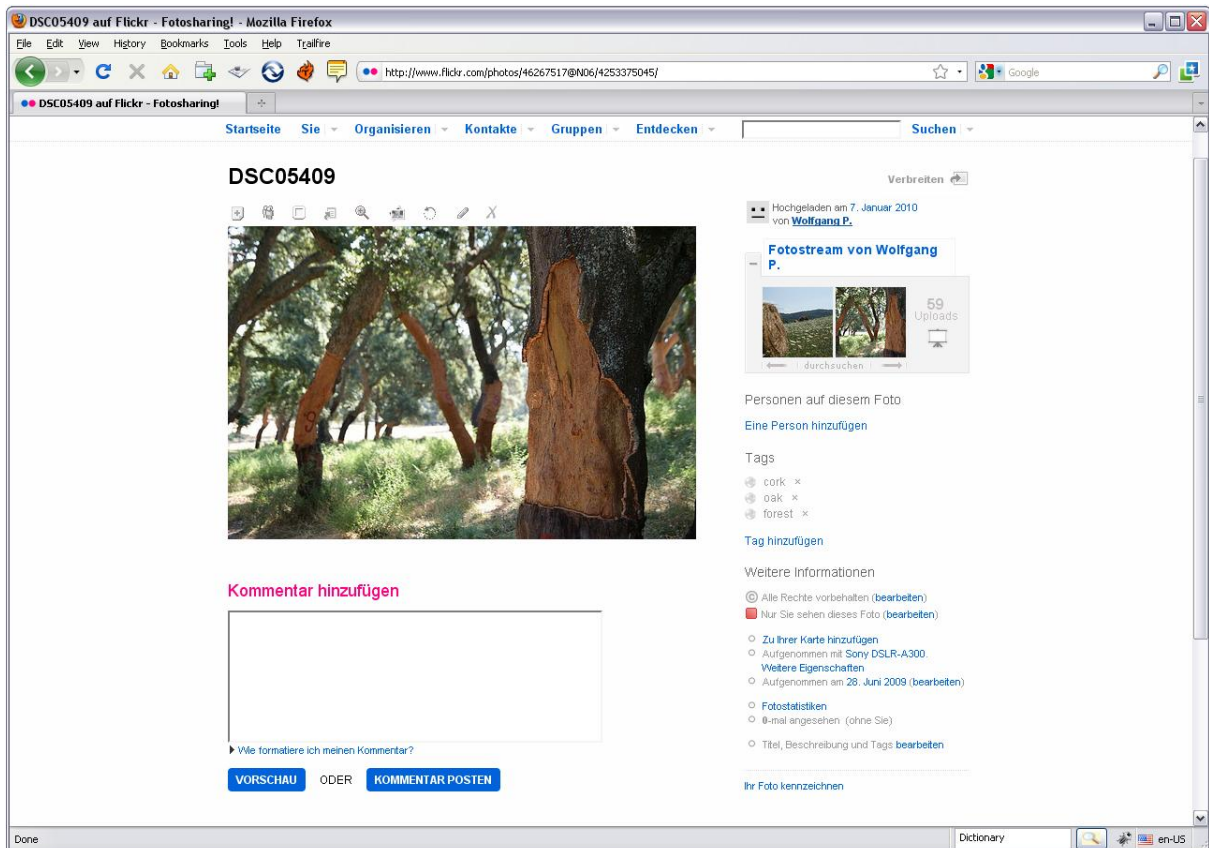 DSC05409 auf Flickr - Fotosharing! - Mozilla Firefox
File Edit View History Bookmarks Tools Help Trailfire
http://www.flickr.com/photos/46267517@N06/4253375045/
Google
DSC05409 auf Flickr - Fotosharing!
Startseite Sie Organisieren Kontakte Gruppen Entdecken Suchen
DSC05409
Verbreiten
Hochgeladen am 7. Januar 2010
von Wolfgang P.
Fotostream von Wolfgang
P.
59
Uploads
durchsuchen
Personen auf diesem Foto
Eine Person hinzufügen
Tags
cork ×
oak ×
forest ×
Tag hinzufügen
Weitere Informationen
© Alle Rechte vorbehalten (bearbeiten)
Nur Sie sehen dieses Foto (bearbeiten)
Zu Ihrer Karte hinzufügen
Aufgenommen mit Sony DSLR-A300.
Weitere Eigenschaften
Aufgenommen am 28. Juni 2009 (bearbeiten)
Fotostatistiken
0-mal angesehen (ohne Sie)
Titel, Beschreibung und Tags bearbeiten
Ihr Foto kennzeichnen
Kommentar hinzufügen
Wie formatiere ich meinen Kommentar?
VORSCHAU ODER KOMMENTAR POSTEN
Done
Dictionary
en-US